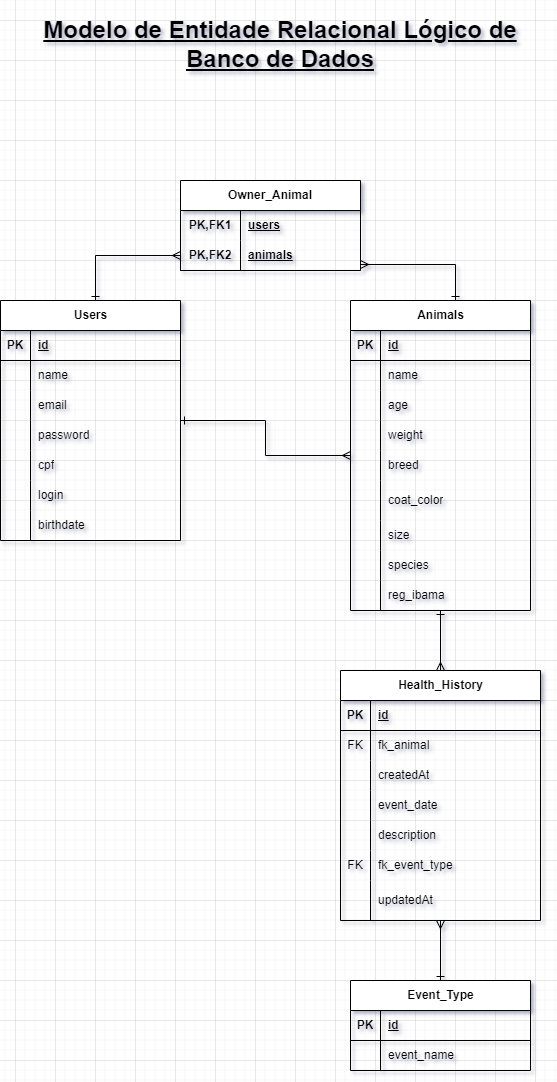 Modelo de Entidade Relacional Lógico de
Banco de Dados
Owner_Animal
PK,FK1 users
PK,FK2 animals
Users
PK id
name
email
password
cpf
login
birthdate
Animals
PK id
name
age
weight
breed
coat_color
size
species
reg_ibama
Health_History
PK id
FK fk_animal
createdAt
event_date
description
FK fk_event_type
updatedAt
Event_Type
PK id
event_name